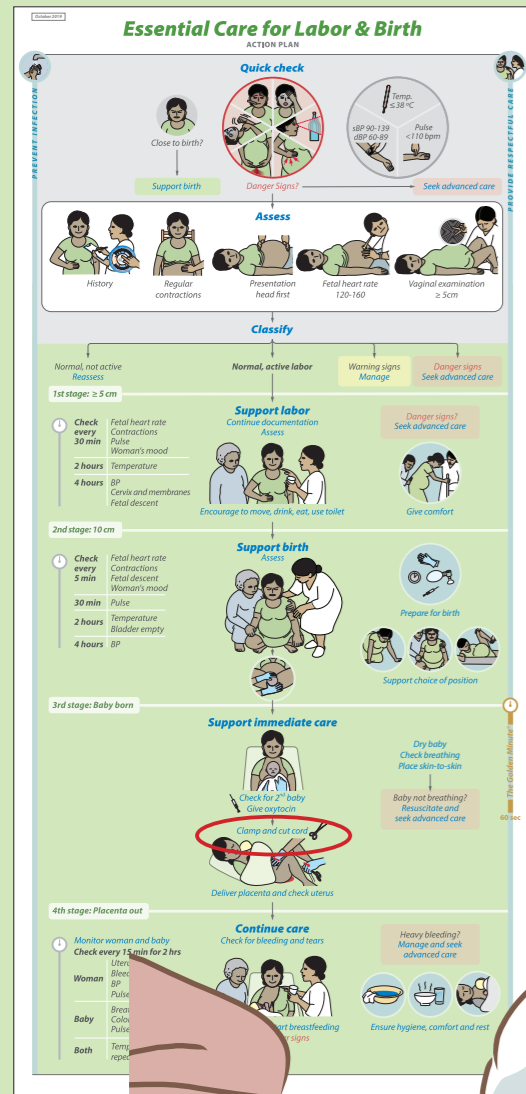 October 2019
Essential Care for Labor & Birth
ACTION PLAN
PREVENT INFECTION
PROVIDE RESPECTFUL CARE
Quick check
Close to birth?
Temp.
≤38 ºC
sBP 90-139
dBP 60-89
Pulse
<110 bpm
Support birth
Danger Signs?
Seek advanced care
Assess
History
Regular
contractions
Presentation
head first
Fetal heart rate
120-160
Vaginal examination
≥ 5cm
Classify
Normal, not active
Reassess
Normal, active labor
Warning signs
Manage
Danger signs
Seek advanced care
1st stage: ≥ 5 cm
Check
every
30 min
Fetal heart rate
Contractions
Pulse
Woman's mood
2 hours
Temperature
4 hours
BP
Cervix and membranes
Fetal descent
Support labor
Continue documentation
Assess
Encourage to move, drink, eat, use toilet
Danger signs?
Seek advanced care
Give comfort
2nd stage: 10 cm
Check
every
5 min
Fetal heart rate
Contractions
Fetal descent
Woman's mood
30 min
Pulse
2 hours
Temperature
Bladder empty
4 hours
BP
Support birth
Assess
Prepare for birth
Support choice of position
3rd stage: Baby born
Support immediate care
Check for 2nd baby
Give oxytocin
Clamp and cut cord
Deliver placenta and check uterus
Dry baby
Check breathing
Place skin-to-skin
Baby not breathing?
Resuscitate and
seek advanced care
The Golden Minute®
60 sec
4th stage: Placenta out
Monitor woman and baby
Check every 15 min for 2 hrs
Woman
BP
Pulse
Baby
Pulse
Both
Continue care
Check for bleeding and tears
breastfeeding
signs
Heavy bleeding?
Manage and seek
advanced care
Ensure hygiene, comfort and rest